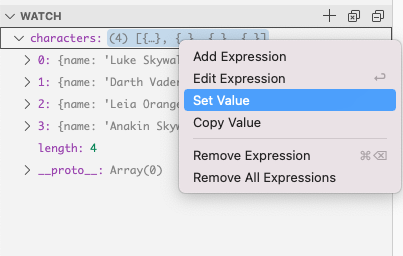 WATCH
characters: (4) [{…}, {…}, {…}, {…}]
Add Expression
0: {name: 'Luke Skywal
Edit Expression
1: {name: 'Darth Vader
Set Value
2: {name: 'Leia Orange
Copy Value
3: {name: 'Anakin Skyw
length: 4
Remove Expression ⌘⌫
__proto__: Array(0)
Remove All Expressions